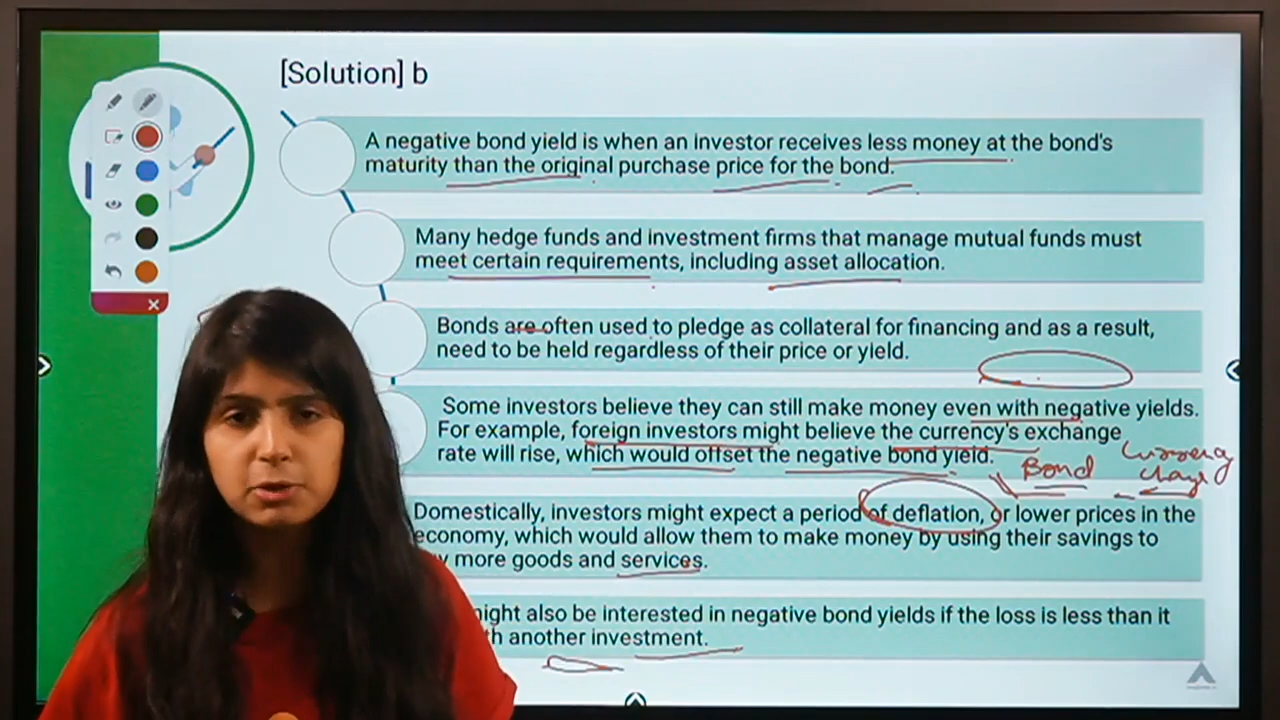 [Solution] b
A negative bond yield is when an investor receives less money at the bond's
maturity than the original purchase price for the bond.
Many hedge funds and investment firms that manage mutual funds must
meet certain requirements, including asset allocation.
Bonds are often used to pledge as collateral for financing and as a result,
need to be held regardless of their price or yield.
Some investors believe they can still make money even with negative yields.
For example, foreign investors might believe the currency's exchange
rate will rise, which would offset the negative bond yield.
Bond
Currency
change
Domestically, investors might expect a period of deflation, or lower prices in the
economy, which would allow them to make money by using their savings to
more goods and services.
might also be interested in negative bond yields if the loss is less than it
another investment.